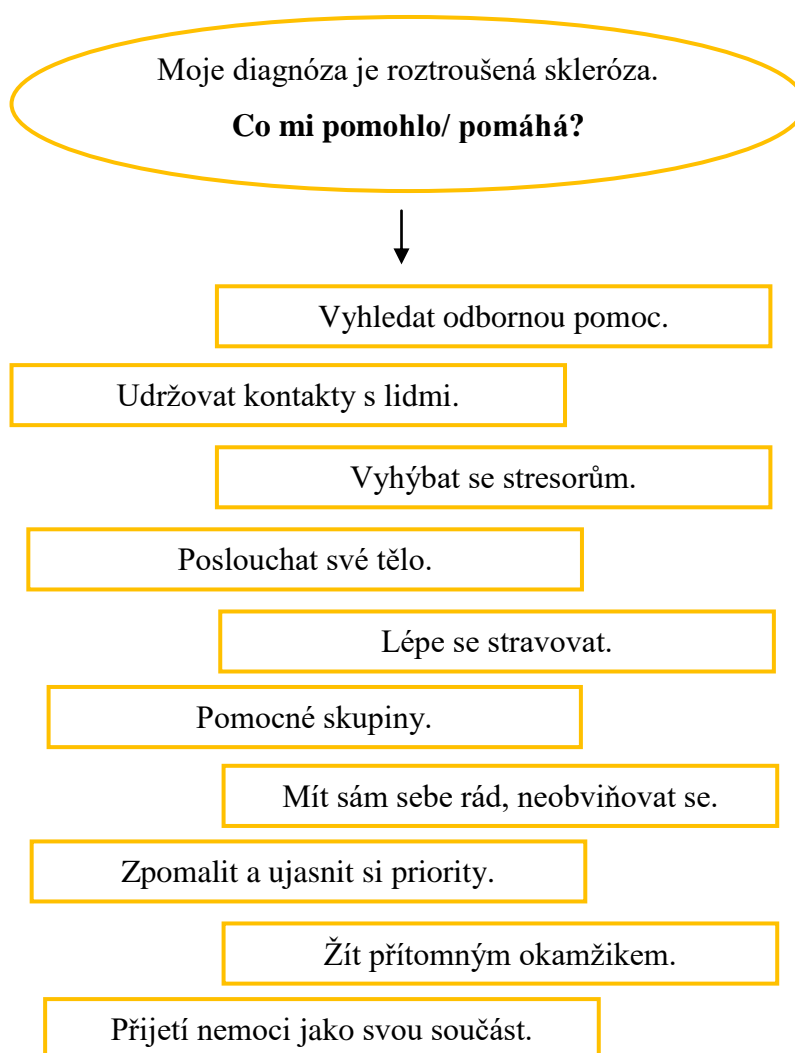 Moje diagnóza je roztroušená skleróza.
Co mi pomohlo/ pomáhá?
Vyhledat odbornou pomoc.
Udržovat kontakty s lidmi.
Vyhýbat se stresorům.
Poslouchat své tělo.
Lépe se stravovat.
Pomocné skupiny.
Mít sám sebe rád, neobviňovat se.
Zpomalit a ujasnit si priority.
Žít přítomným okamžikem.
Přijetí nemoci jako svou součást.